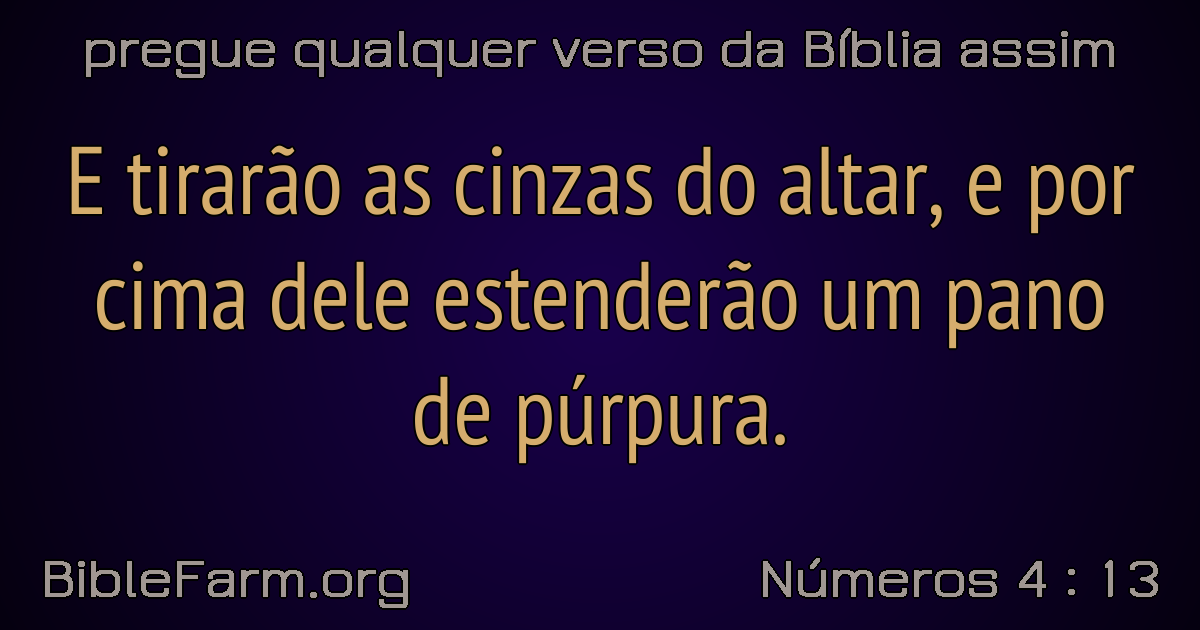 pregue qualquer verso da Bíblia assim
E tirarão as cinzas do altar, e por
cima dele estenderão um pano
de púrpura.
BibleFarm.org
Números 4 : 13